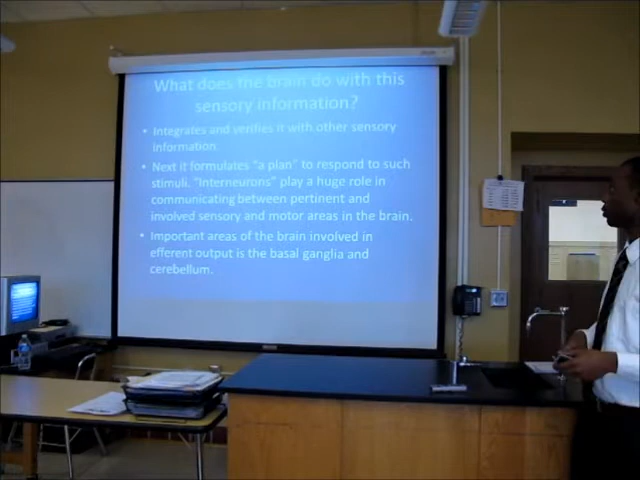 What does the brain do with this
sensory information?
• Integrates and verifies it with other sensory
information.
• Next it formulates "a plan" to respond to such
stimuli. "Interneurons" play a huge role in
communicating between pertinent and
involved sensory and motor areas in the brain.
• Important areas of the brain involved in
efferent output is the basal ganglia and
cerebellum.